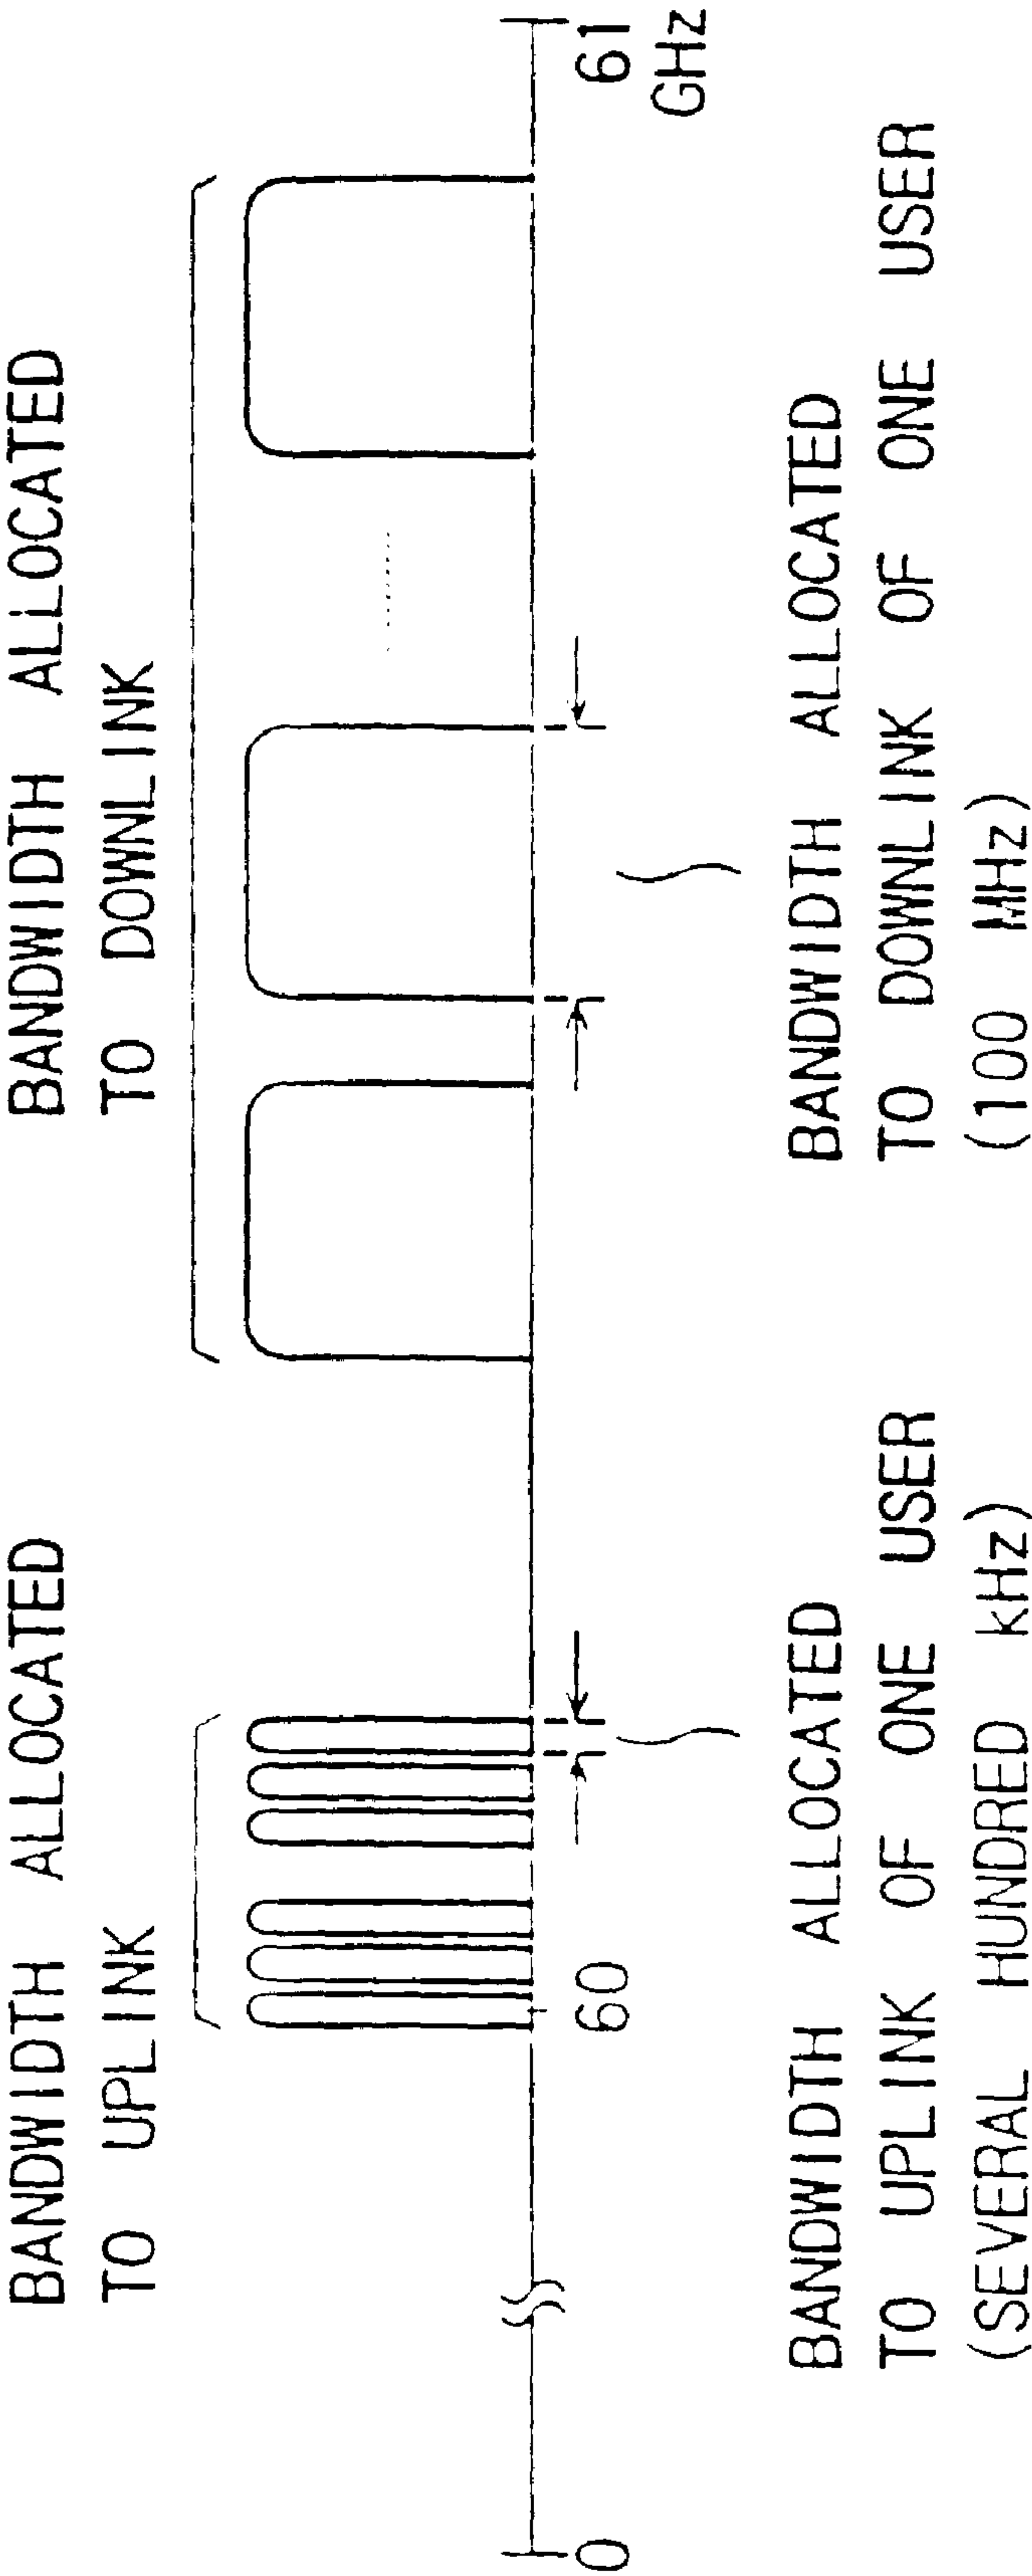 BANDWIDTH ALLOCATED
TO UPLINK
BANDWIDTH ALLOCATED
TO DOWNLINK
0
60
61
GHz
BANDWIDTH ALLOCATED
TO UPLINK OF ONE USER
(SEVERAL HUNDRED kHz)
BANDWIDTH ALLOCATED
TO DOWNLINK OF ONE USER
(100 MHz)